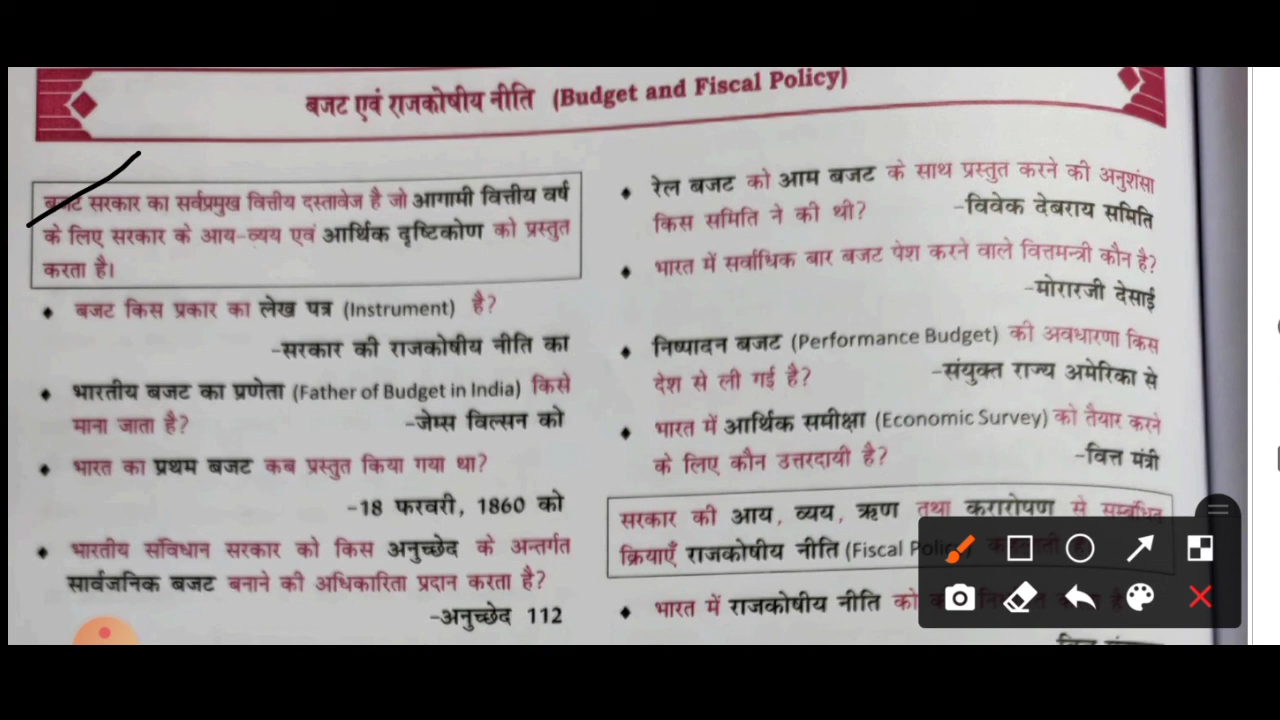 बजट एवं राजकोषीय नीति (Budget and Fiscal Policy)
बजट सरकार का सर्वप्रमुख वित्तीय दस्तावेज है जो आगामी वित्तीय वर्ष
के लिए सरकार के आय-व्यय एवं आर्थिक दृष्टिकोण को प्रस्तुत
करता है।
♦ बजट किस प्रकार का लेख पत्र (Instrument) है?
-सरकार की राजकोषीय नीति का
♦ भारतीय बजट का प्रणेता (Father of Budget in India) किसे
माना जाता है? -जेम्स विल्सन को
♦ भारत का प्रथम बजट कब प्रस्तुत किया गया था?
-18 फरवरी, 1860 को
♦ भारतीय संविधान सरकार को किस अनुच्छेद के अन्तर्गत
सार्वजनिक बजट बनाने की अधिकारिता प्रदान करता है?
-अनुच्छेद 112
♦ रेल बजट को आम बजट के साथ प्रस्तुत करने की अनुशंसा
किस समिति ने की थी? -विवेक देबराय समिति
♦ भारत में सर्वाधिक बार बजट पेश करने वाले वित्तमन्त्री कौन है?
-मोरारजी देसाई
♦ निष्पादन बजट (Performance Budget) की अवधारणा किस
देश से ली गई है? -संयुक्त राज्य अमेरिका से
♦ भारत में आर्थिक समीक्षा (Economic Survey) को तैयार करने
के लिए कौन उत्तरदायी है? -वित्त मंत्री
सरकार की आय, व्यय, ऋण तथा करारोपण से सम्बंधित
क्रियाएँ राजकोषीय नीति (Fiscal Policy)
♦ भारत में राजकोषीय नीति को